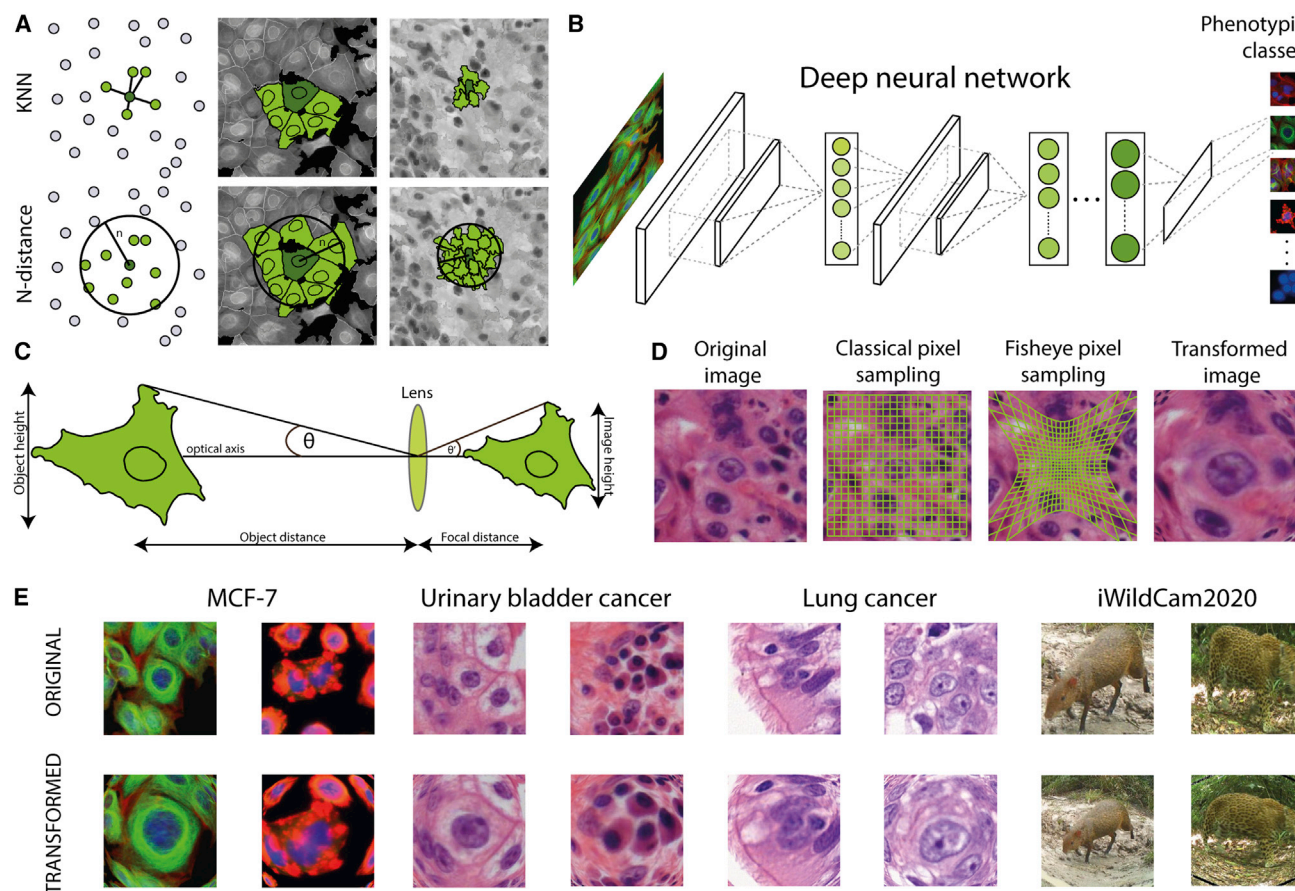 A
KNN
N-distance
n
n
B
Deep neural network
Phenotypi
classe
C
Object height
optical axis
θ
Lens
θ'
Image height
Object distance
Focal distance
D
Original
image
Classical pixel
sampling
Fisheye pixel
sampling
Transformed
image
E
MCF-7
Urinary bladder cancer
Lung cancer
iWildCam2020
ORIGINAL
TRANSFORMED